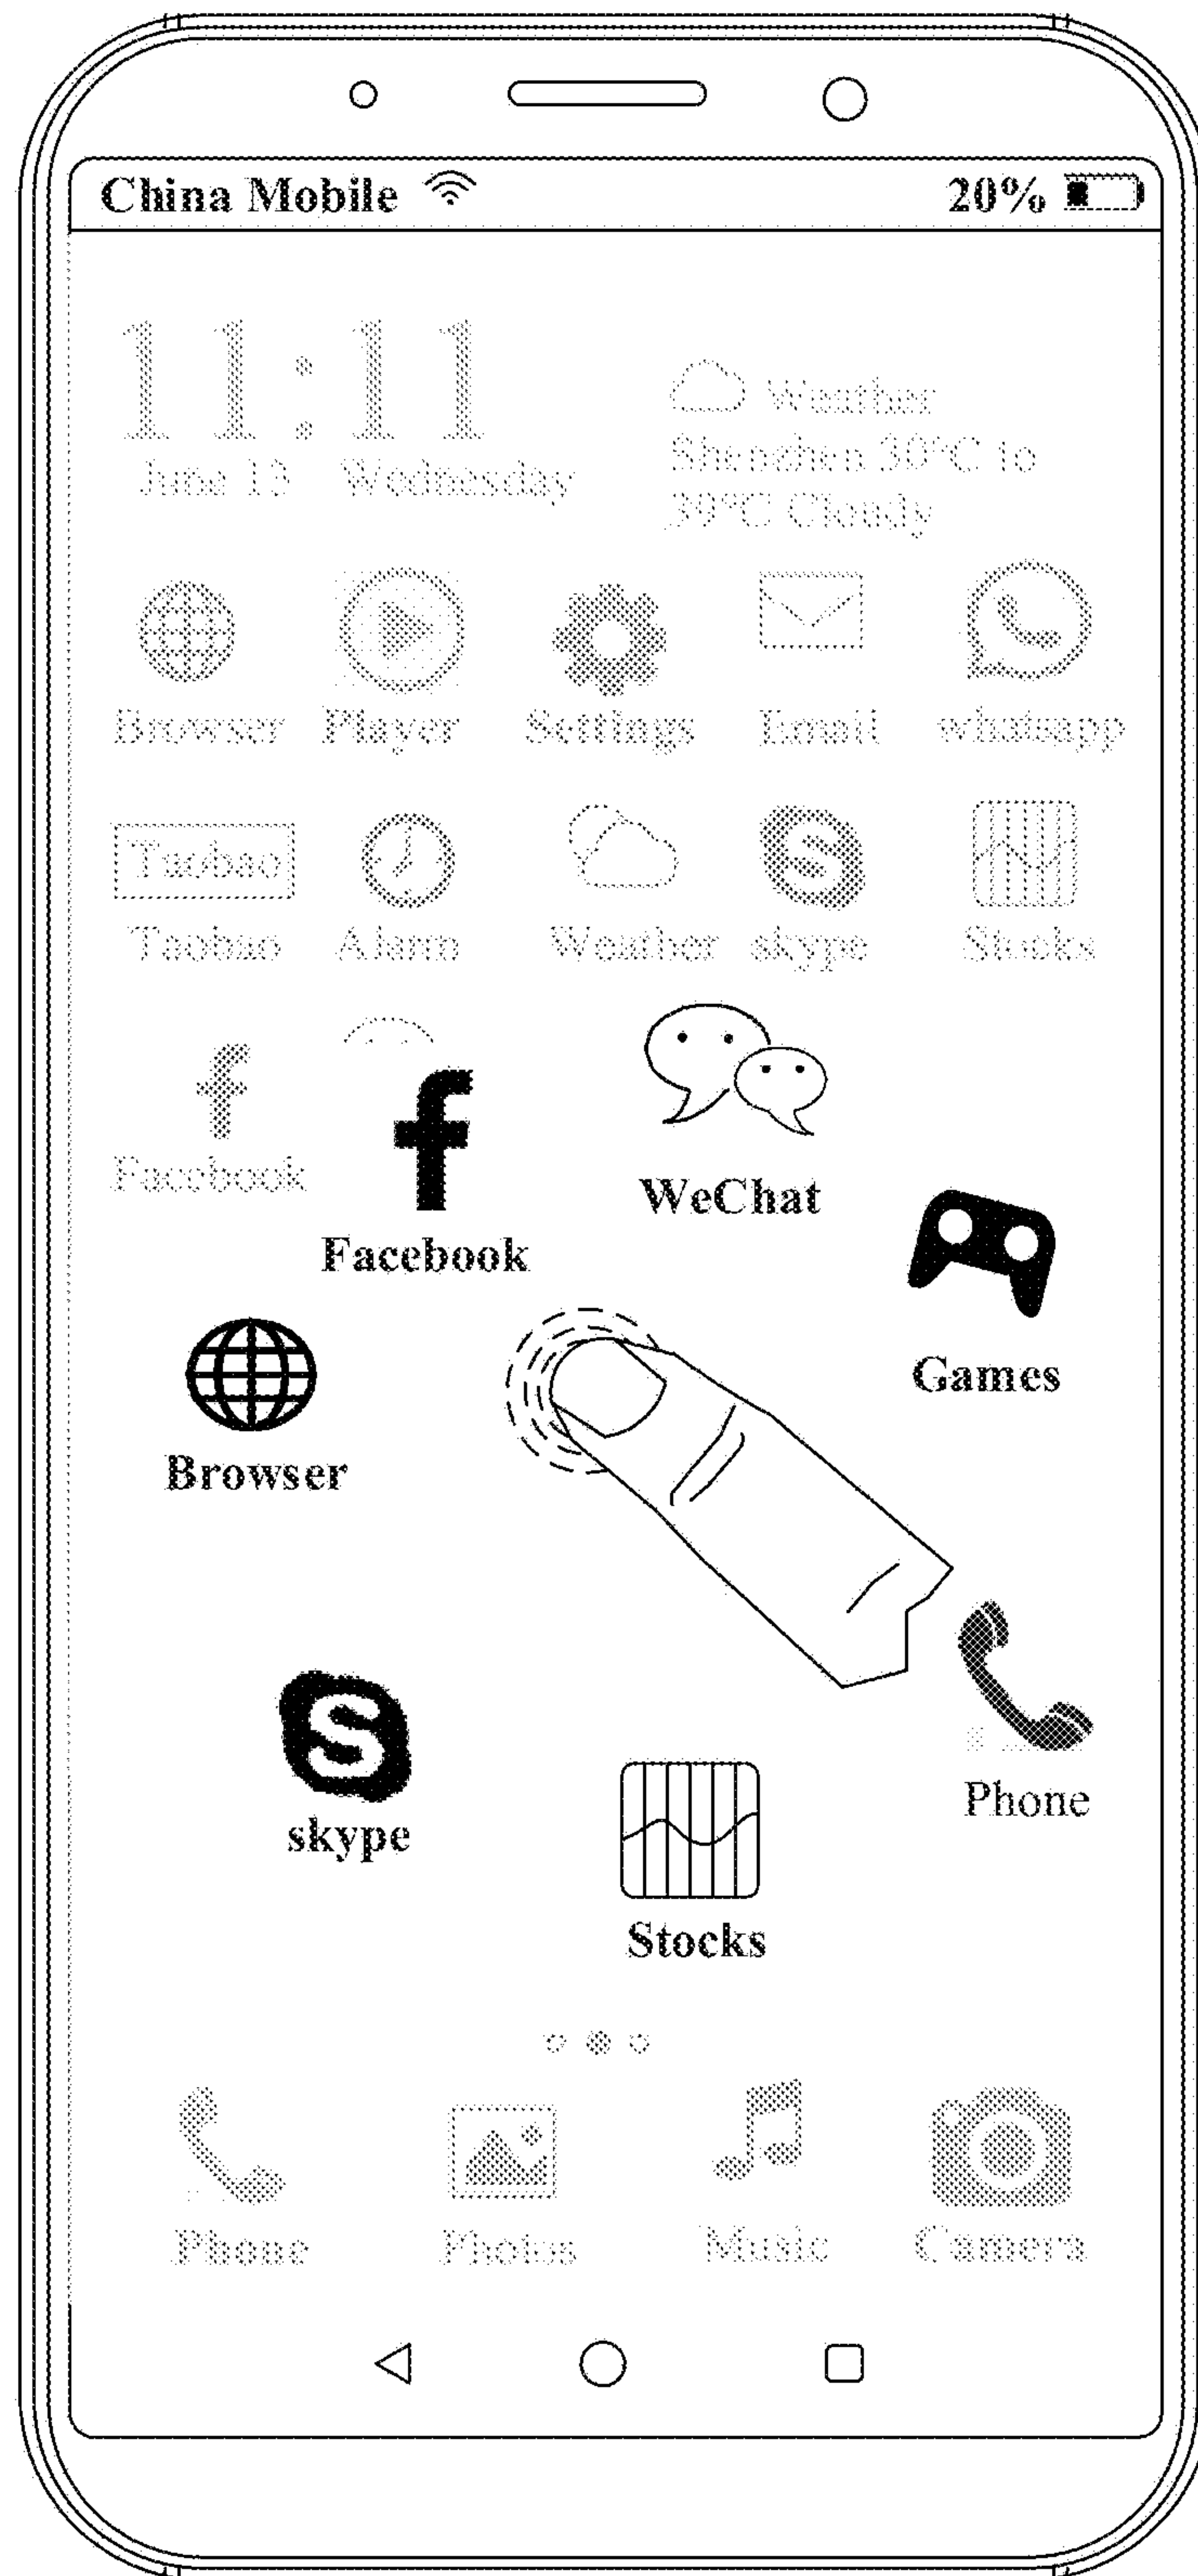 China Mobile 20%
11:11
Weather
Shenzhen 30°C to
June 13 Wednesday
39°C Cloudy
Browser Player Settings Email whatsapp
Taobao
Taobao Alarm Weather skype Stocks
Facebook
WeChat
Facebook
Games
Browser
Phone
skype
Stocks
Phone Photos Music Camera